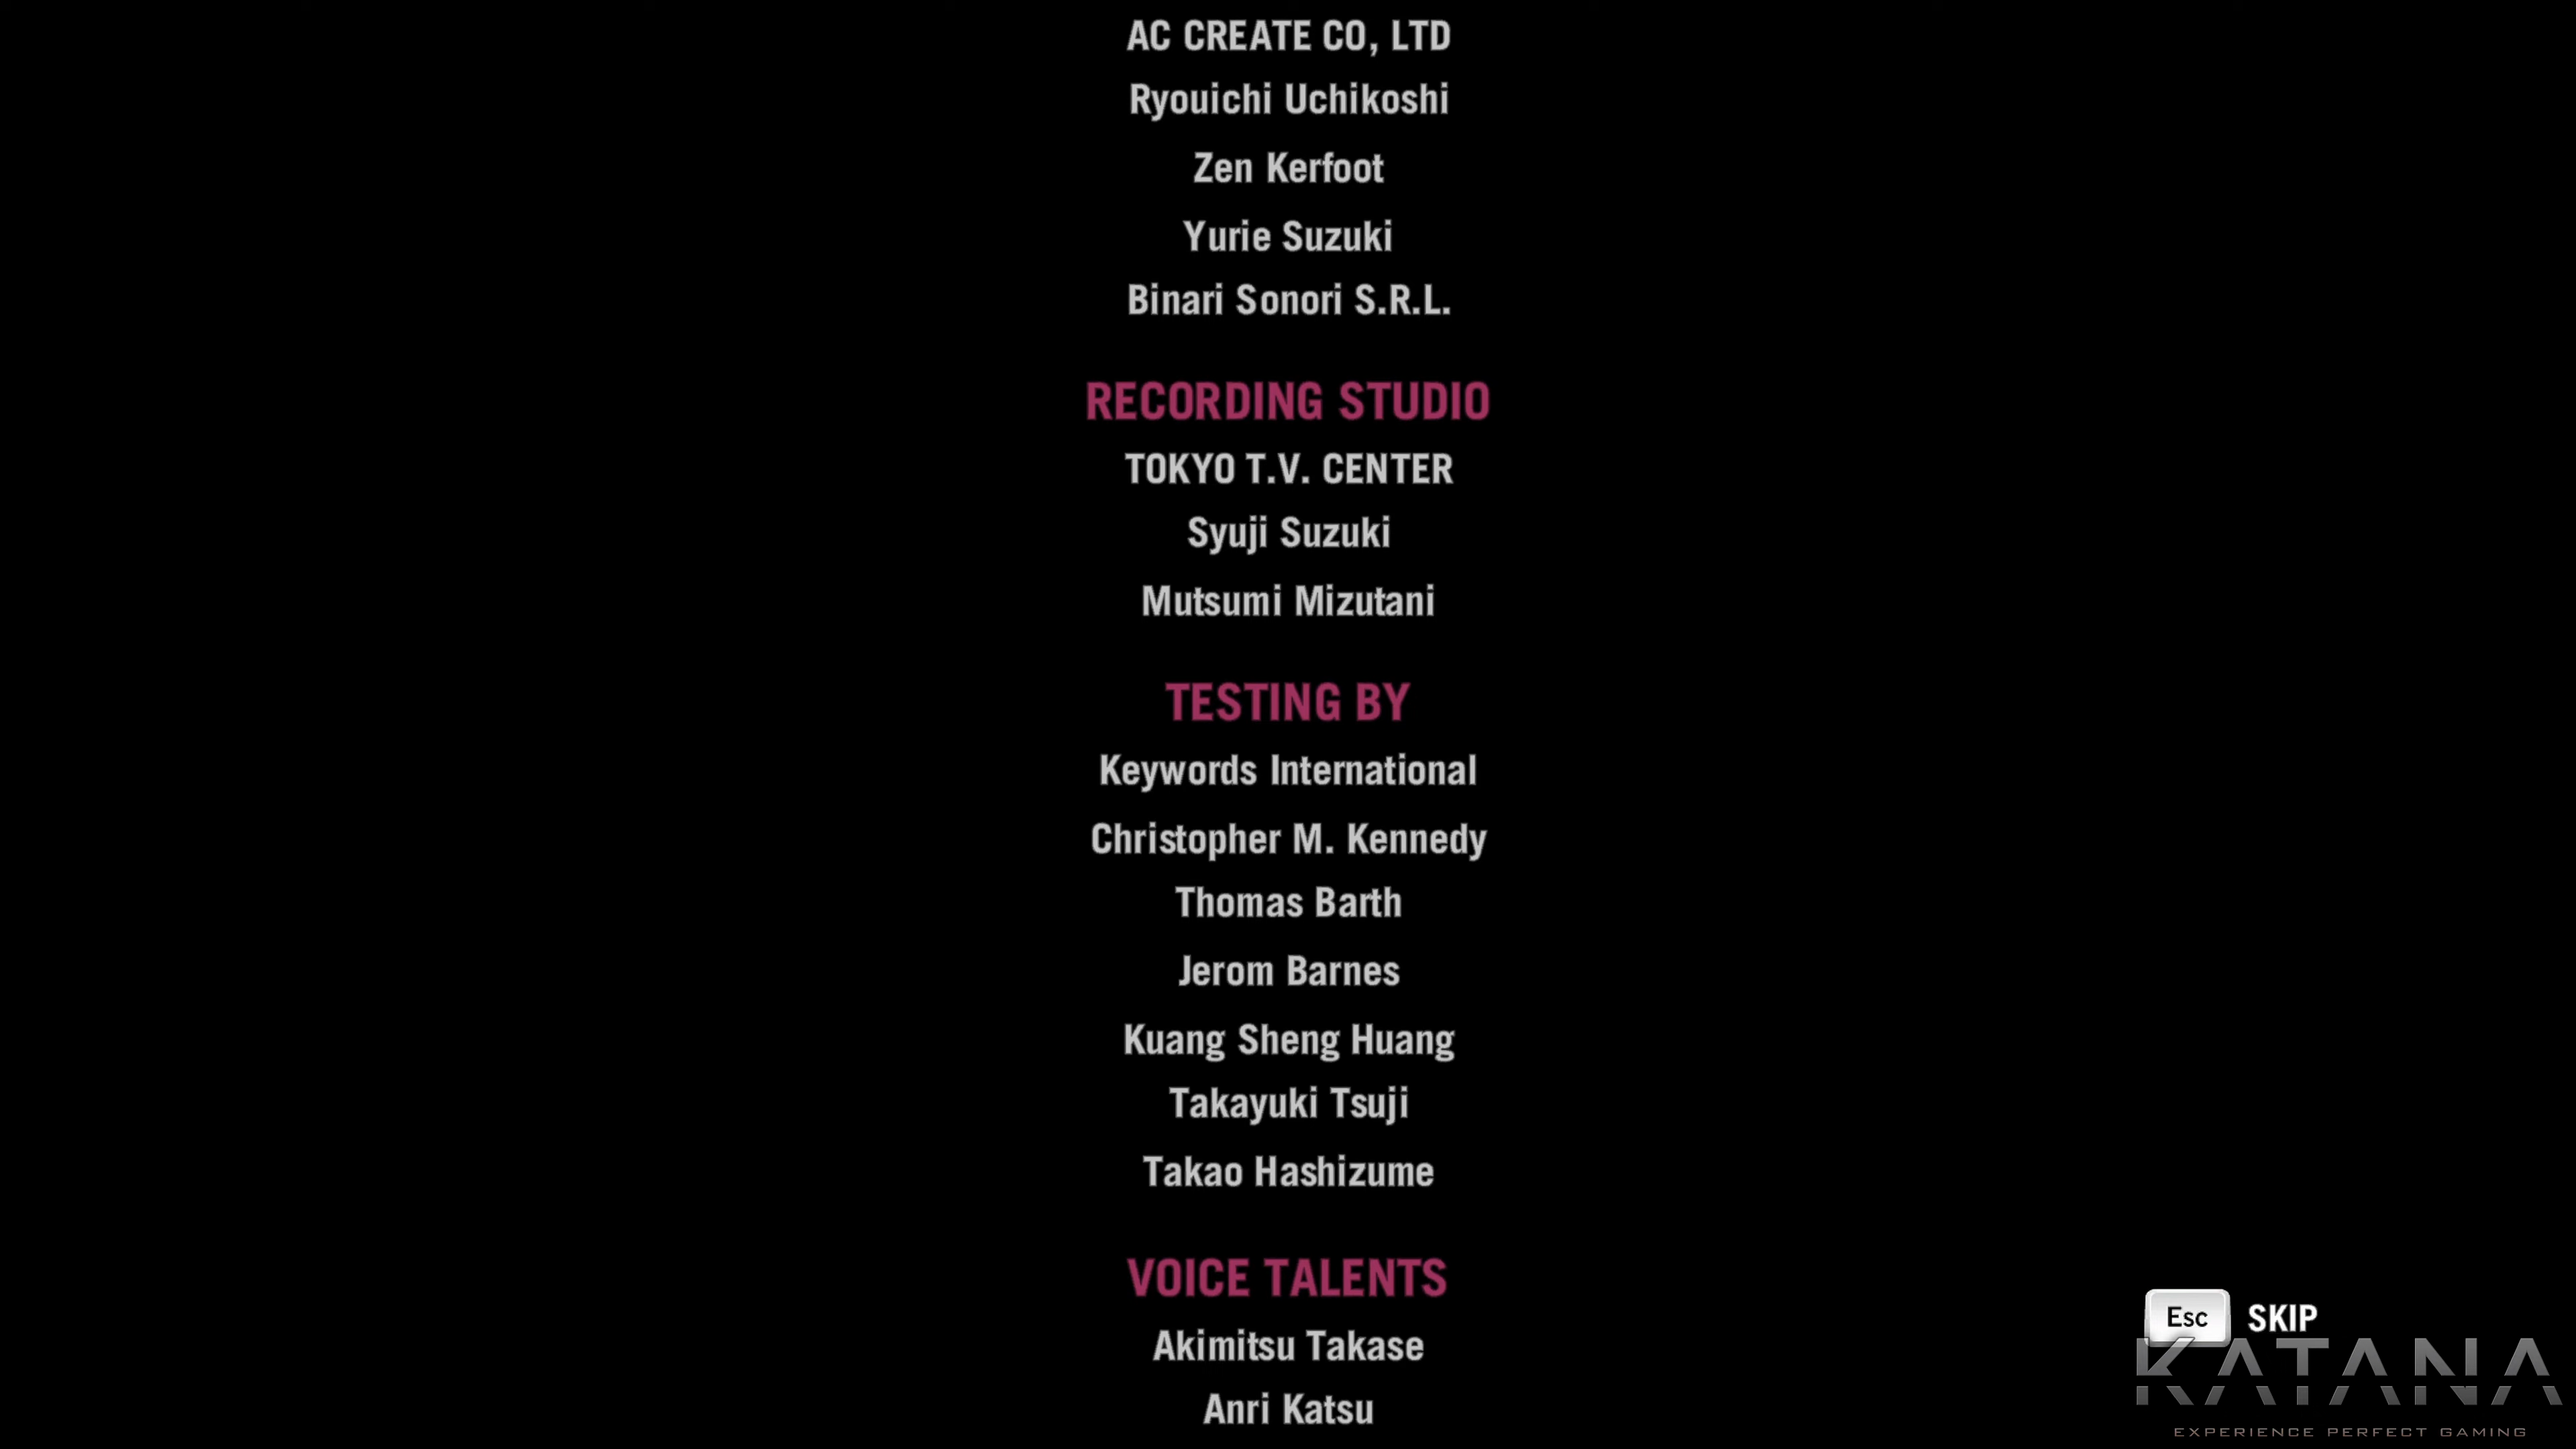 AC CREATE CO, LTD
Ryouichi Uchikoshi
Zen Kerfoot
Yurie Suzuki
Binari Sonori S.R.L.
RECORDING STUDIO
TOKYO T.V. CENTER
Syuji Suzuki
Mutsumi Mizutani
TESTING BY
Keywords International
Christopher M. Kennedy
Thomas Barth
Jerom Barnes
Kuang Sheng Huang
Takayuki Tsuji
Takao Hashizume
VOICE TALENTS
Akimitsu Takase
Anri Katsu
Esc SKIP
KATANA
EXPERIENCE PERFECT GAMING